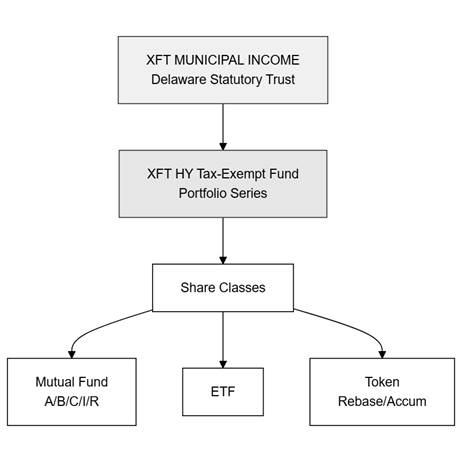 XFT MUNICIPAL INCOME
Delaware Statutory Trust
XFT HY Tax-Exempt Fund
Portfolio Series
Share Classes
Mutual Fund
A/B/C/I/R
ETF
Token
Rebase/Accum